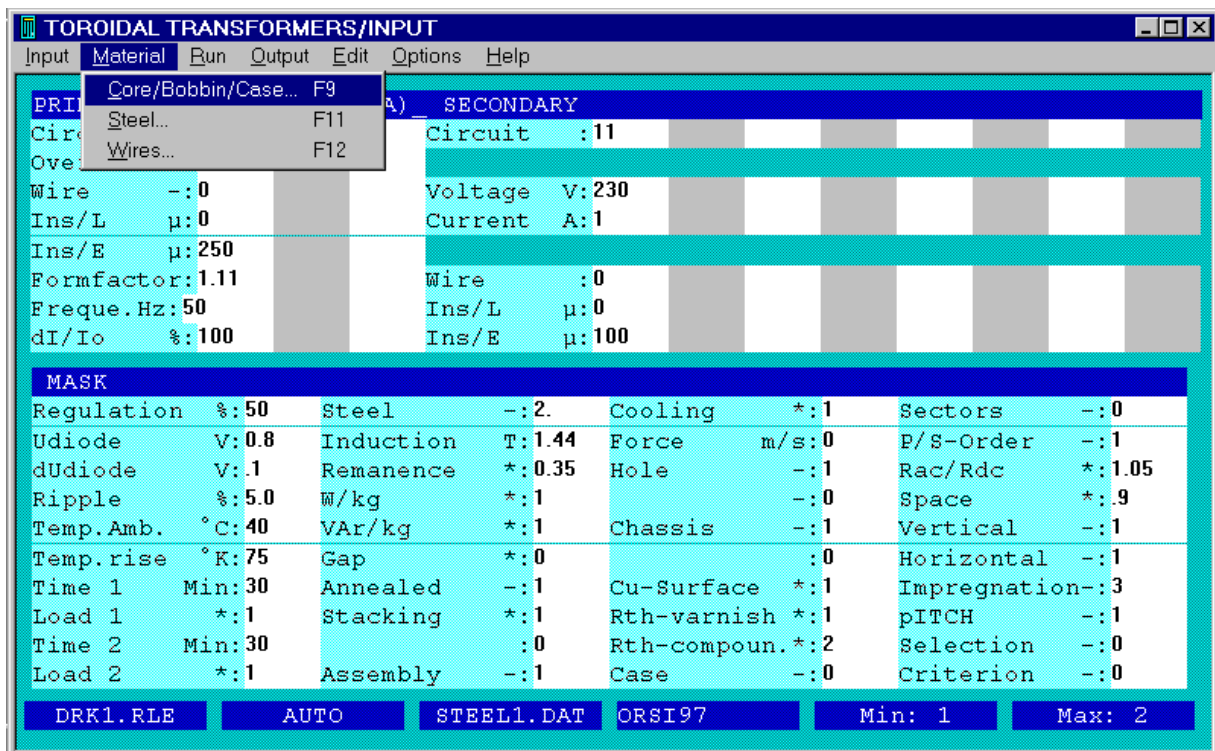 TOROIDAL TRANSFORMERS/INPUT
Input Material Run Output Edit Options Help
Core/Bobbin/Case... F9
Steel... F11
Wires... F12
PRI A)_ SECONDARY
Circ Circuit :11
Ove
Wire -:0 Voltage V:230
Ins/L µ:0 Current A:1
Ins/E µ:250
Formfactor:1.11 Wire :0
Freque.Hz:50 Ins/L µ:0
dI/Io %:100 Ins/E µ:100
MASK
Regulation %:50 Steel -:2. Cooling *:1 Sectors -:0
Udiode V:0.8 Induction T:1.44 Force m/s:0 P/S-Order -:1
dUdiode V:.1 Remanence *:0.35 Hole -:1 Rac/Rdc *:1.05
Ripple %:5.0 W/kg *:1 -:0 Space *:.9
Temp.Amb. °C:40 VAr/kg *:1 Chassis -:1 Vertical -:1
Temp.rise °K:75 Gap *:0 :0 Horizontal -:1
Time 1 Min:30 Annealed -:1 Cu-Surface *:1 Impregnation-:3
Load 1 *:1 Stacking *:1 Rth-varnish *:1 pITCH -:1
Time 2 Min:30 :0 Rth-compoun.*:2 Selection -:0
Load 2 *:1 Assembly -:1 Case -:0 Criterion -:0
DRK1.RLE AUTO STEEL1.DAT ORSI97 Min: 1 Max: 2